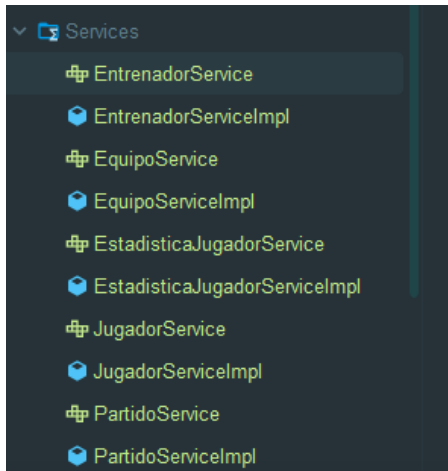 Services
EntrenadorService
EntrenadorServiceImpl
EquipoService
EquipoServiceImpl
EstadisticaJugadorService
EstadisticaJugadorServiceImpl
JugadorService
JugadorServiceImpl
PartidoService
PartidoServiceImpl